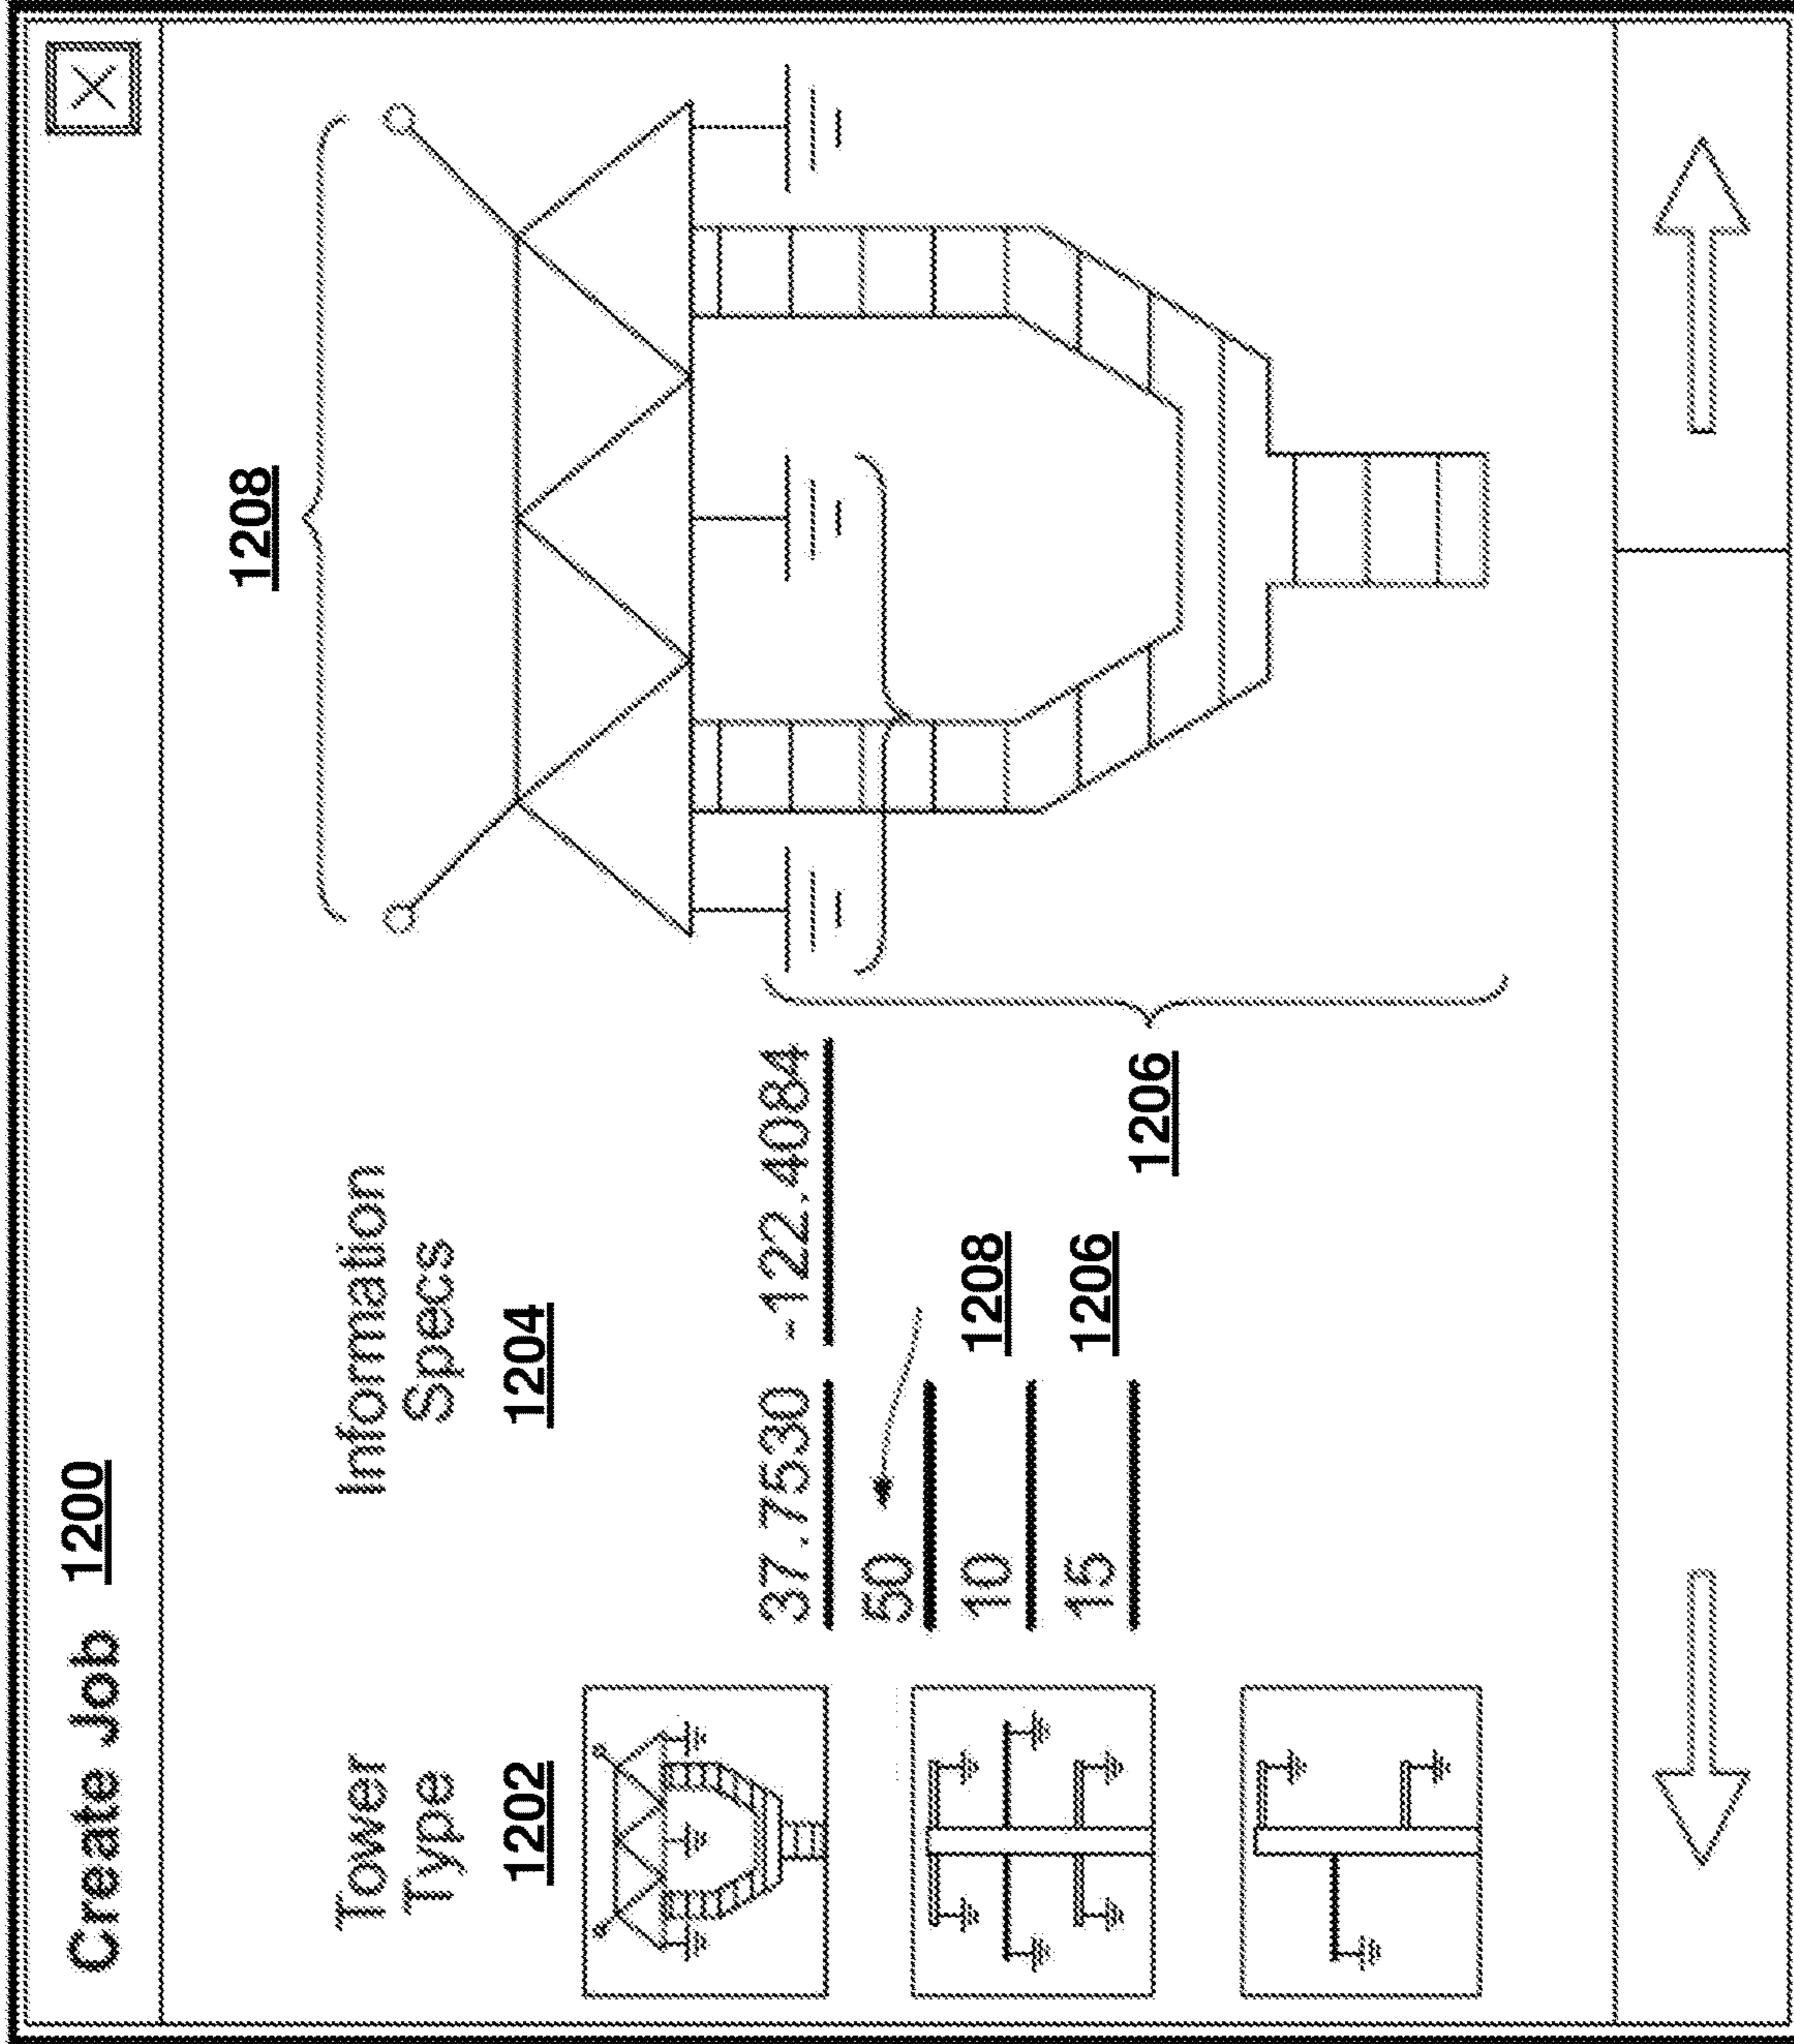 Create Job 1200
1208
Tower
Type
1202
Information
Specs
1204
37.7530 -122.4084
50
10 1208
15 1206
1206